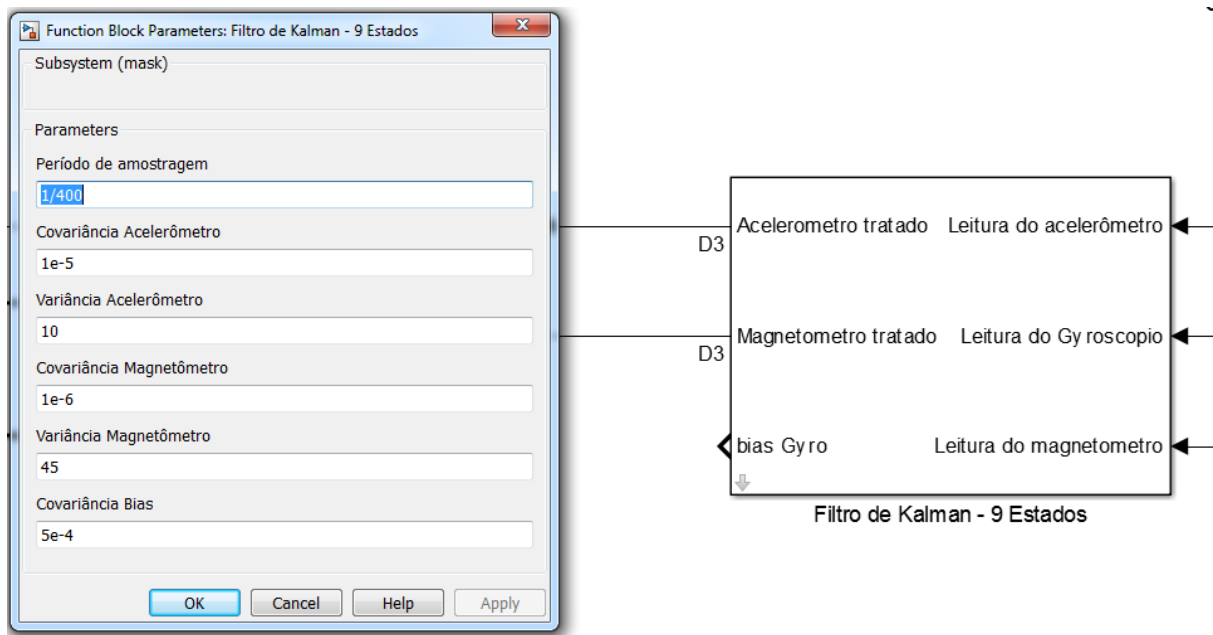 Function Block Parameters: Filtro de Kalman - 9 Estados
Subsystem (mask)
Parameters
Período de amostragem
1/400
Covariância Acelerômetro
1e-5
Variância Acelerômetro
10
Covariância Magnetômetro
1e-6
Variância Magnetômetro
45
Covariância Bias
5e-4
OK Cancel Help Apply
Acelerometro tratado Leitura do acelerômetro
D3
Magnetometro tratado Leitura do Gyroscopio
D3
bias Gyro Leitura do magnetometro
Filtro de Kalman - 9 Estados